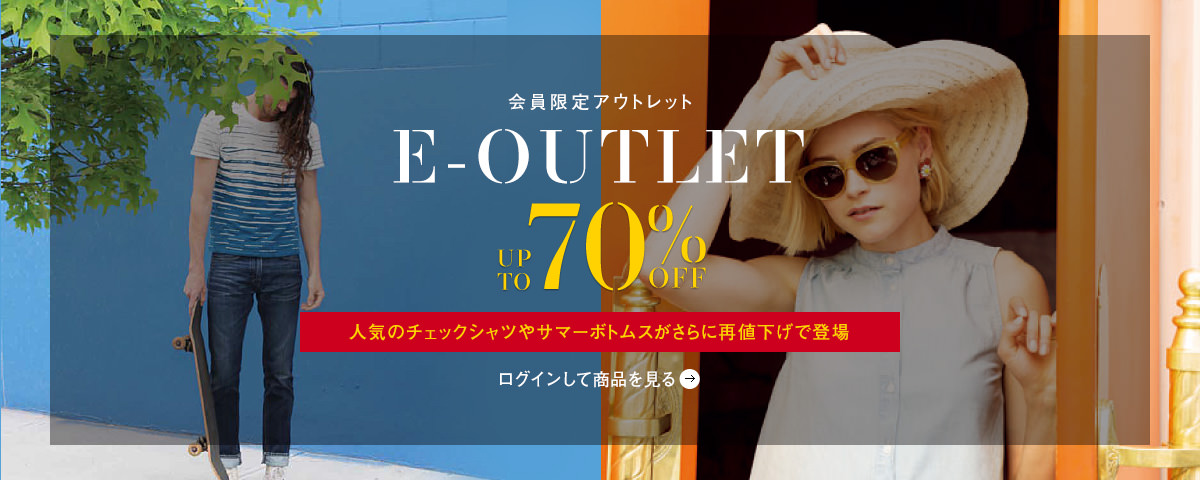 会員限定アウトレット
E-OUTLET
UP TO 70% OFF
人気のチェックシャツやサマーボトムスがさらに再値下げで登場
ログインして商品を見る